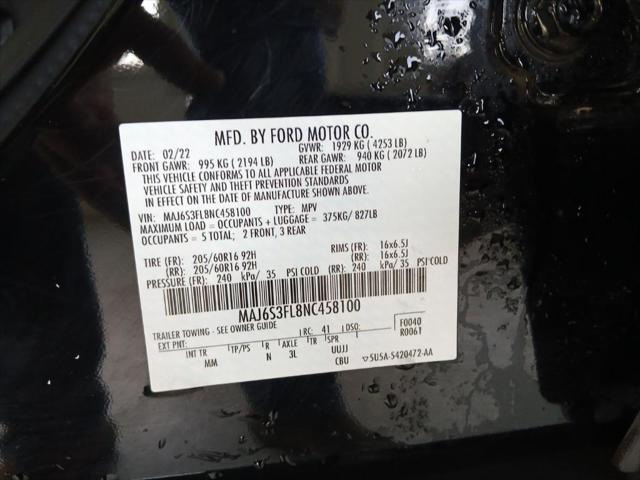 MFD. BY FORD MOTOR CO.
DATE: 02/22 GVWR: 1929 KG ( 4253 LB)
FRONT GAWR: 995 KG ( 2194 LB) REAR GAWR: 940 KG ( 2072 LB)
THIS VEHICLE CONFORMS TO ALL APPLICABLE FEDERAL MOTOR
VEHICLE SAFETY AND THEFT PREVENTION STANDARDS
IN EFFECT ON THE DATE OF MANUFACTURE SHOWN ABOVE.
VIN: MAJ6S3FL8NC458100 TYPE: MPV
MAXIMUM LOAD = OCCUPANTS + LUGGAGE = 375KG/ 827LB
OCCUPANTS = 5 TOTAL; 2 FRONT, 3 REAR
TIRE (FR): 205/60R16 92H RIMS (FR): 16x6.5J
(RR): 205/60R16 92H (RR): 16x6.5J
PRESSURE (FR): 240 kPa/ 35 PSI COLD (RR): 240 kPa/ 35 PSI COLD
MAJ6S3FL8NC458100
TRAILER TOWING - SEE OWNER GUIDE
EXT PNT: RC: 41 DSO: F0040
R0061
INT TR TP/PS R AXLE TR SPR
MM N 3L UUJJ
CBU 5U5A-5420472-AA